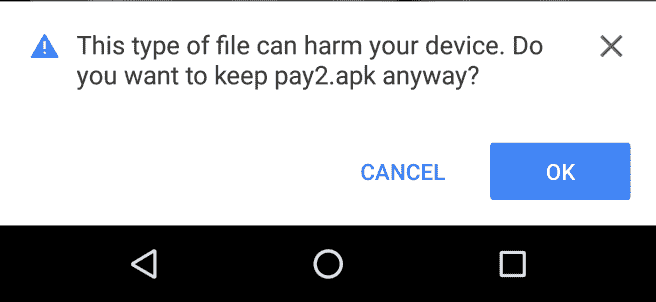 This type of file can harm your device. Do
you want to keep pay2.apk anyway?
CANCEL
OK